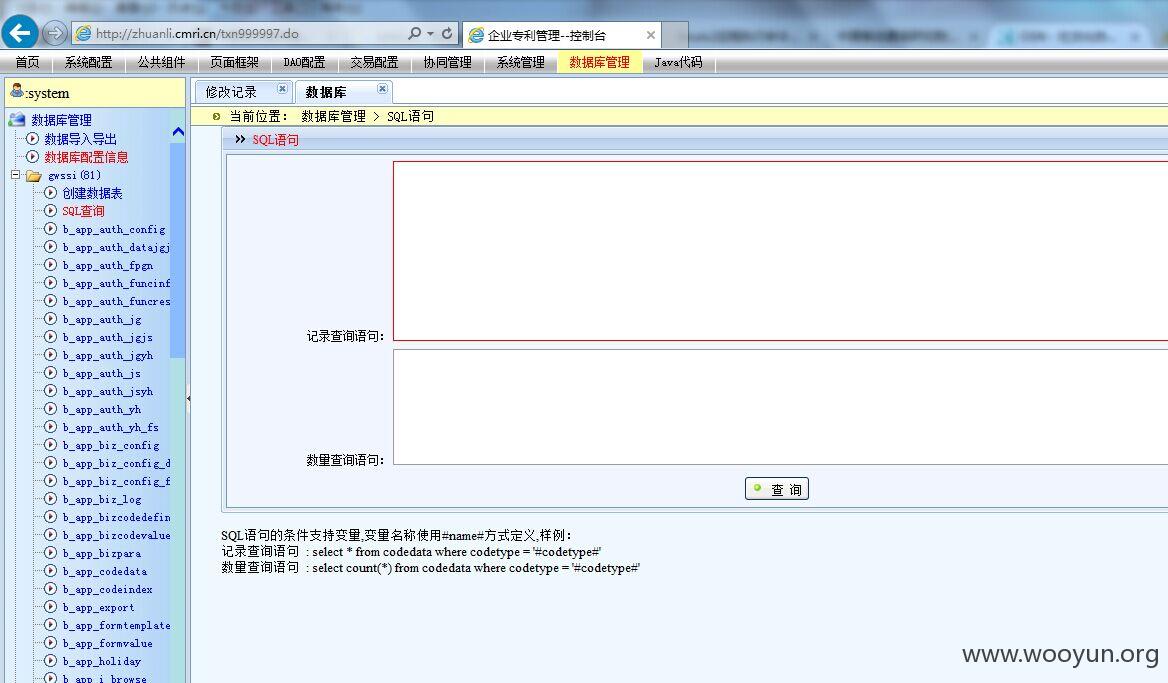 http://zhuanli.cmri.cn/txn999997.do
企业专利管理--控制台
首页 系统配置 公共组件 页面框架 DAO配置 交易配置 协同管理 系统管理 数据库管理 Java代码
:system
修改记录 数据库
当前位置： 数据库管理 > SQL语句
SQL语句
数据库管理
数据导入导出
数据库配置信息
gwssi(81)
创建数据表
SQL查询
b_app_auth_config
b_app_auth_datajgj
b_app_auth_fpgn
b_app_auth_funcinf
b_app_auth_funcres
b_app_auth_jg
b_app_auth_jgjs
b_app_auth_jgyh
b_app_auth_js
b_app_auth_jsyh
b_app_auth_yh
b_app_auth_yh_fs
b_app_biz_config
b_app_biz_config_d
b_app_biz_config_f
b_app_biz_log
b_app_bizcodedefin
b_app_bizcodevalue
b_app_bizpara
b_app_codedata
b_app_codeindex
b_app_export
b_app_formtemplate
b_app_formvalue
b_app_holiday
b_app_i_browse
记录查询语句：
数量查询语句：
查 询
SQL语句的条件支持变量,变量名称使用#name#方式定义,样例：
记录查询语句 : select * from codedata where codetype = '#codetype#'
数量查询语句 : select count(*) from codedata where codetype = '#codetype#'
www.wooyun.org